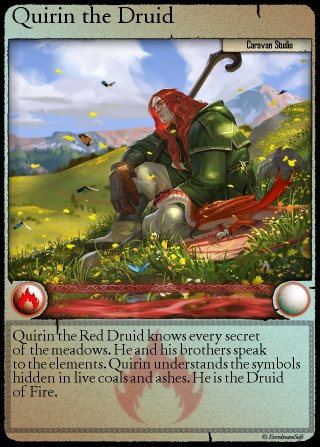 Quirin the Druid
Caravan Studio
Quirin the Red Druid knows every secret
of the meadows. He and his brothers speak
to the elements. Quirin understands the symbols
hidden in live coals and ashes. He is the Druid
of Fire.
© EverdreamSoft